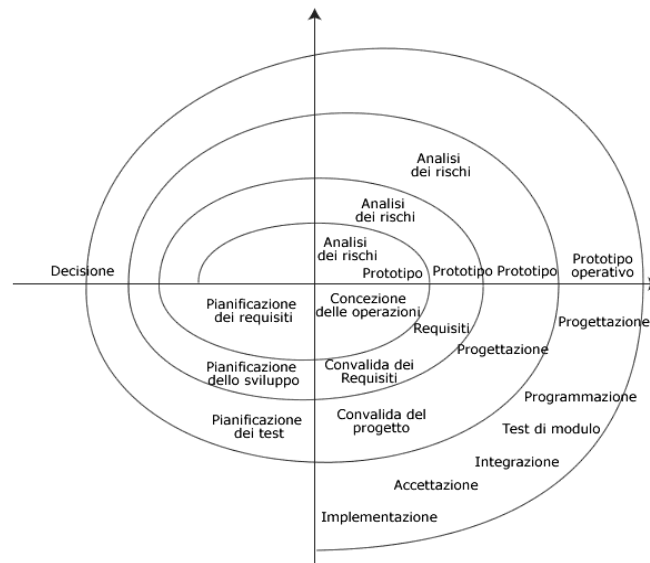 Analisi
dei rischi
Analisi
dei rischi
Analisi
dei rischi
Decisione
Prototipo
Prototipo
Prototipo
Prototipo
operativo
Pianificazione
dei requisiti
Concezione
delle operazioni
Requisiti
Progettazione
Progettazione
Pianificazione
dello sviluppo
Convalida dei
Requisiti
Pianificazione
dei test
Convalida del
progetto
Programmazione
Test di modulo
Integrazione
Accettazione
Implementazione